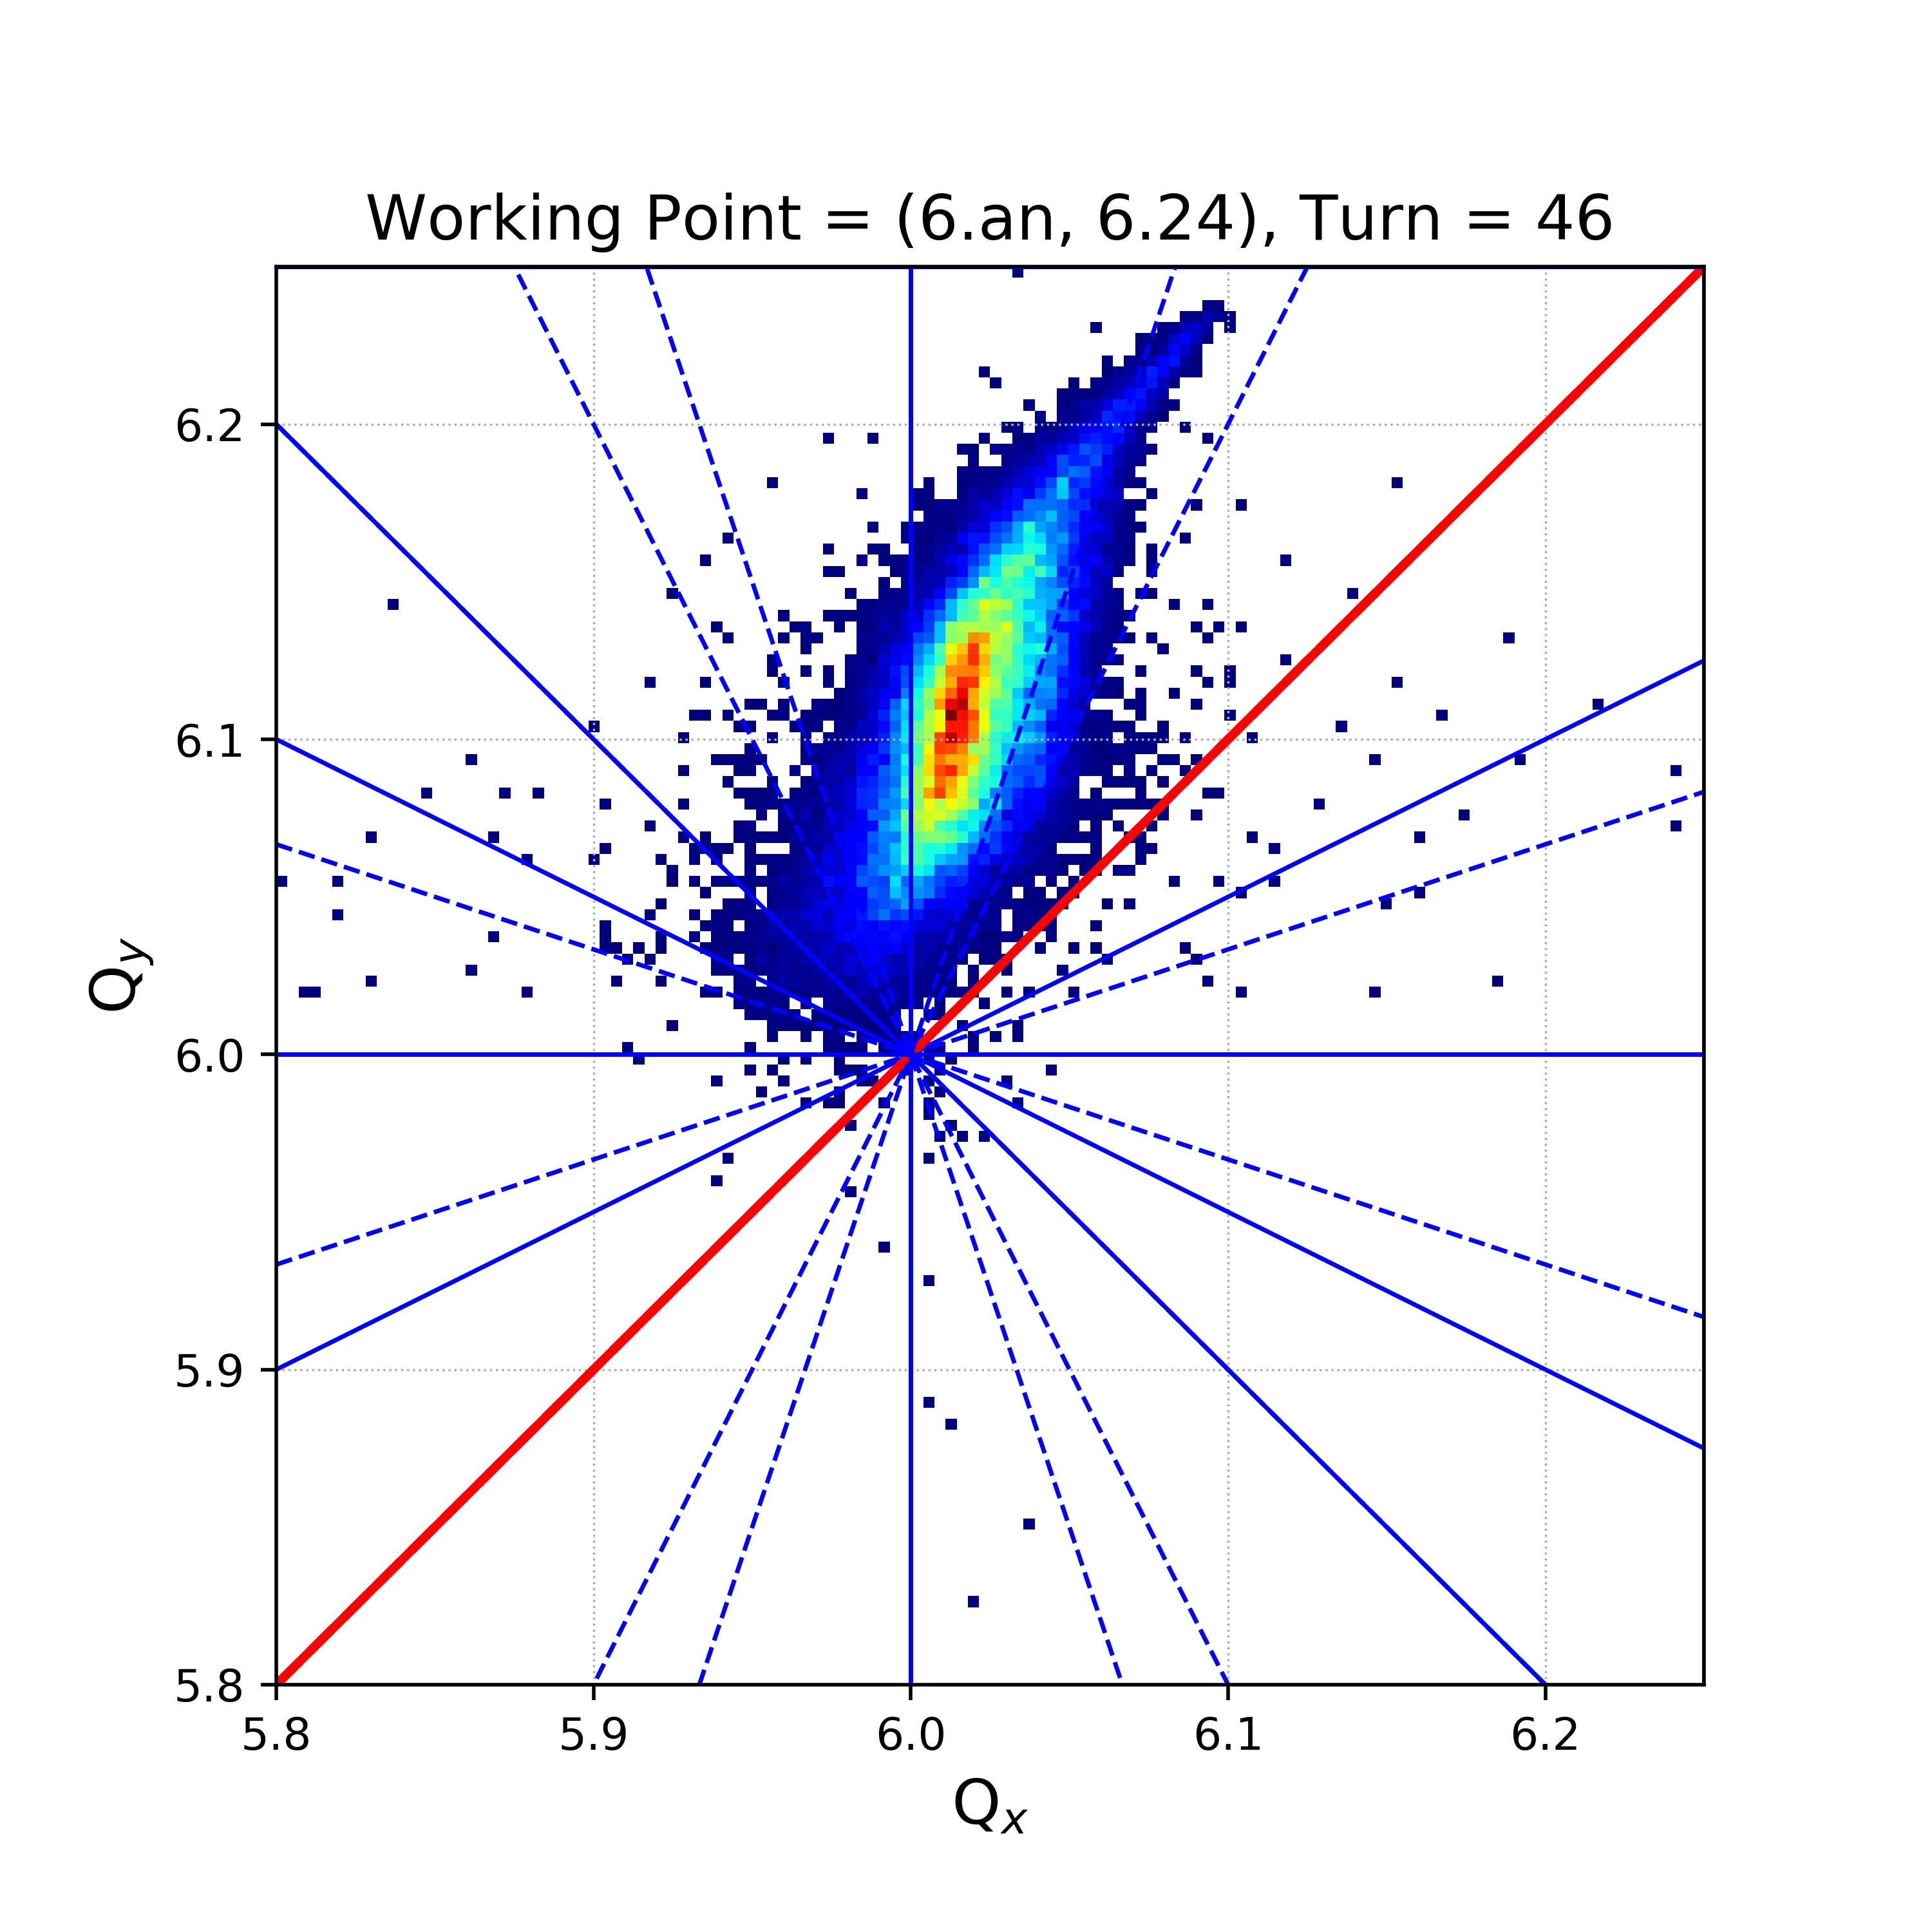 Working Point = (6.an, 6.24), Turn = 46
6.2
6.1
6.0
5.9
5.8
Qy
5.8 5.9 6.0 6.1 6.2
Qx